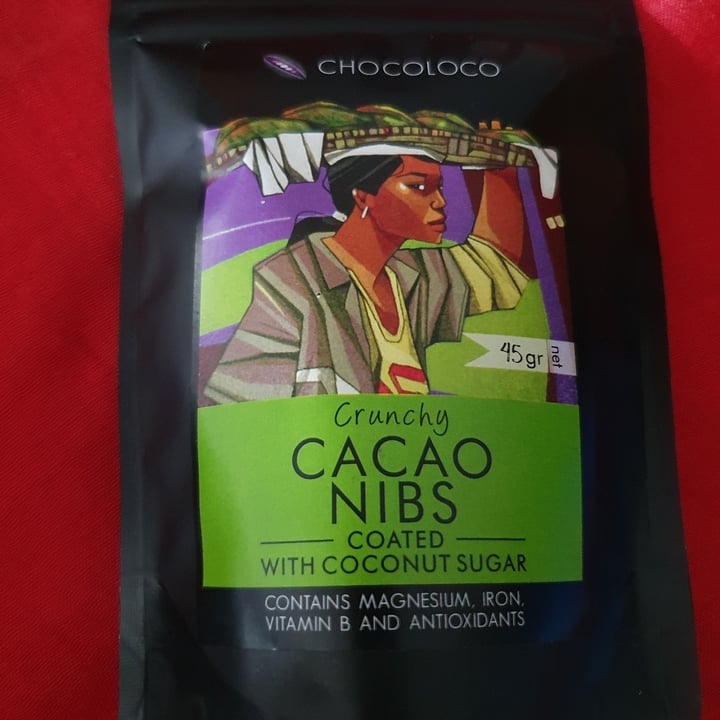 CHOCOLOCO
45gr net
Crunchy
CACAO
NIBS
COATED
WITH COCONUT SUGAR
CONTAINS MAGNESIUM, IRON,
VITAMIN B AND ANTIOXIDANTS